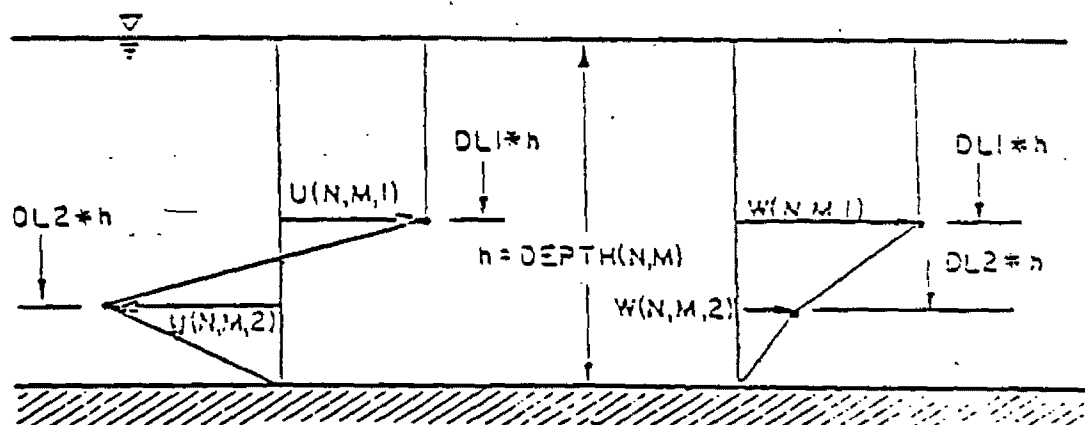 DL1*h
DL1*h
U(N,M,1)
W(N,M,1)
DL2*h
h = DEPTH(N,M)
DL2*h
U(N,M,2)
W(N,M,2)